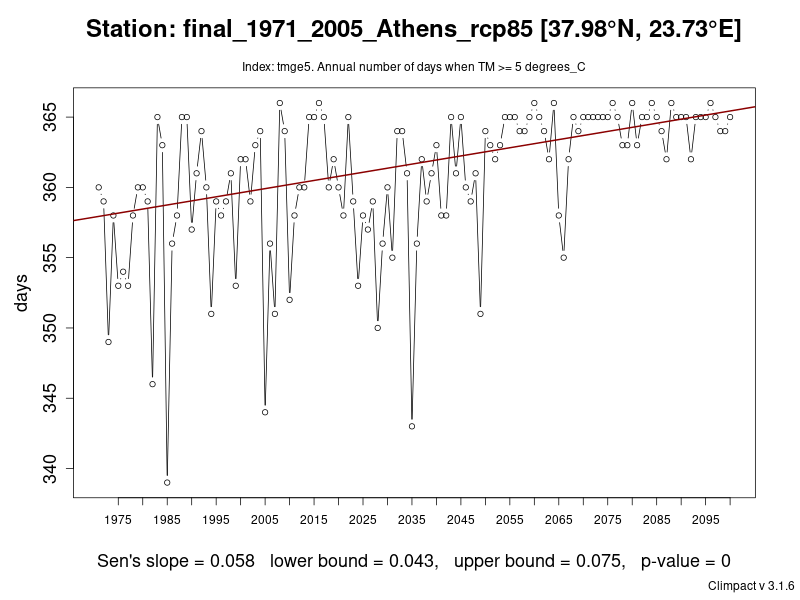 Station: final_1971_2005_Athens_rcp85 [37.98°N, 23.73°E]
Index: tmge5. Annual number of days when TM >= 5 degrees_C
365
360
355
350
345
340
days
1975 1985 1995 2005 2015 2025 2035 2045 2055 2065 2075 2085 2095
Sen's slope = 0.058 lower bound = 0.043, upper bound = 0.075, p-value = 0
Climpact v 3.1.6